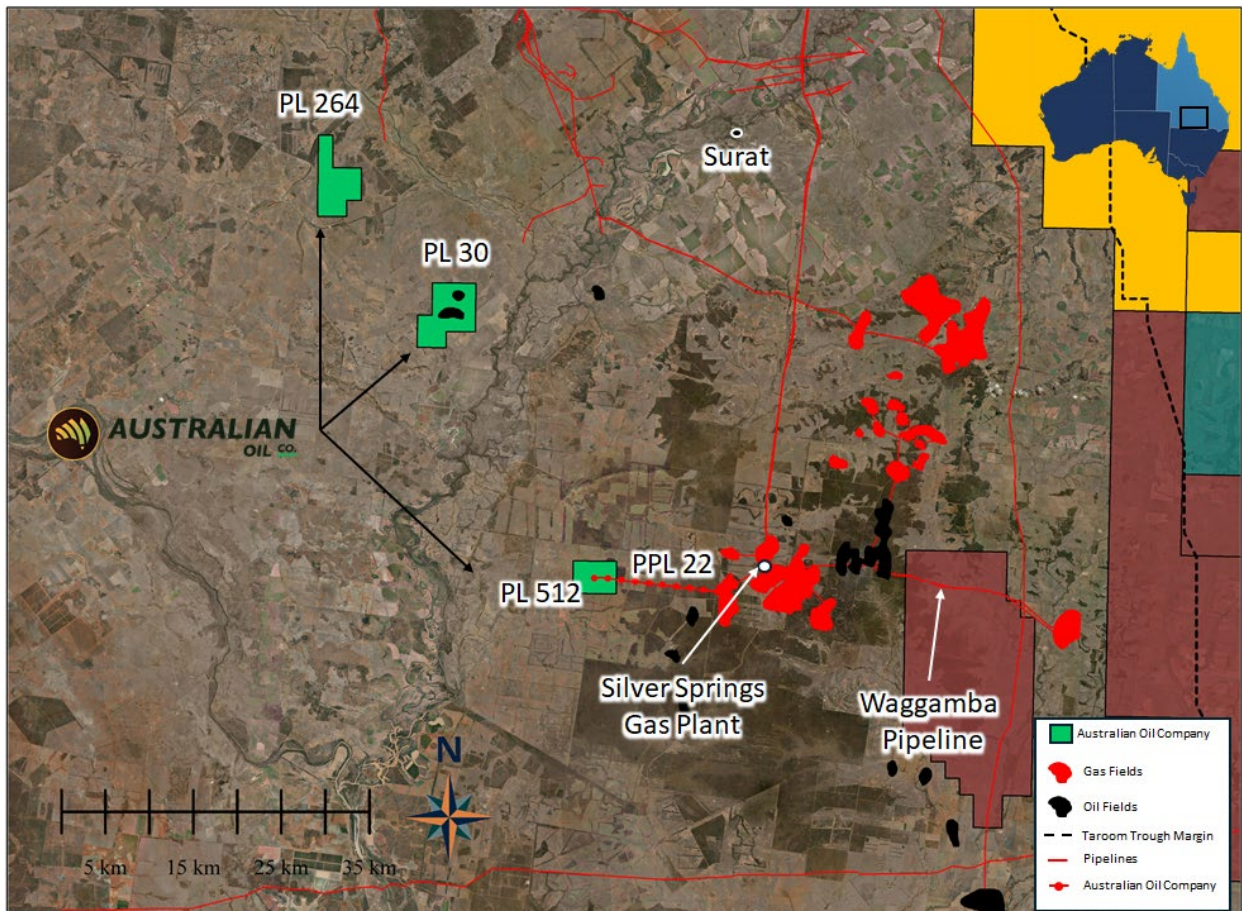 PL 264
Surat
PL 30
AUSTRALIAN
OIL CO.
PPL 22
PL 512
Silver Springs
Gas Plant
Waggamba
Pipeline
N
5 km 15 km 25 km 35 km
Australian Oil Company
Gas Fields
Oil Fields
Taroom Trough Margin
Pipelines
Australian Oil Company